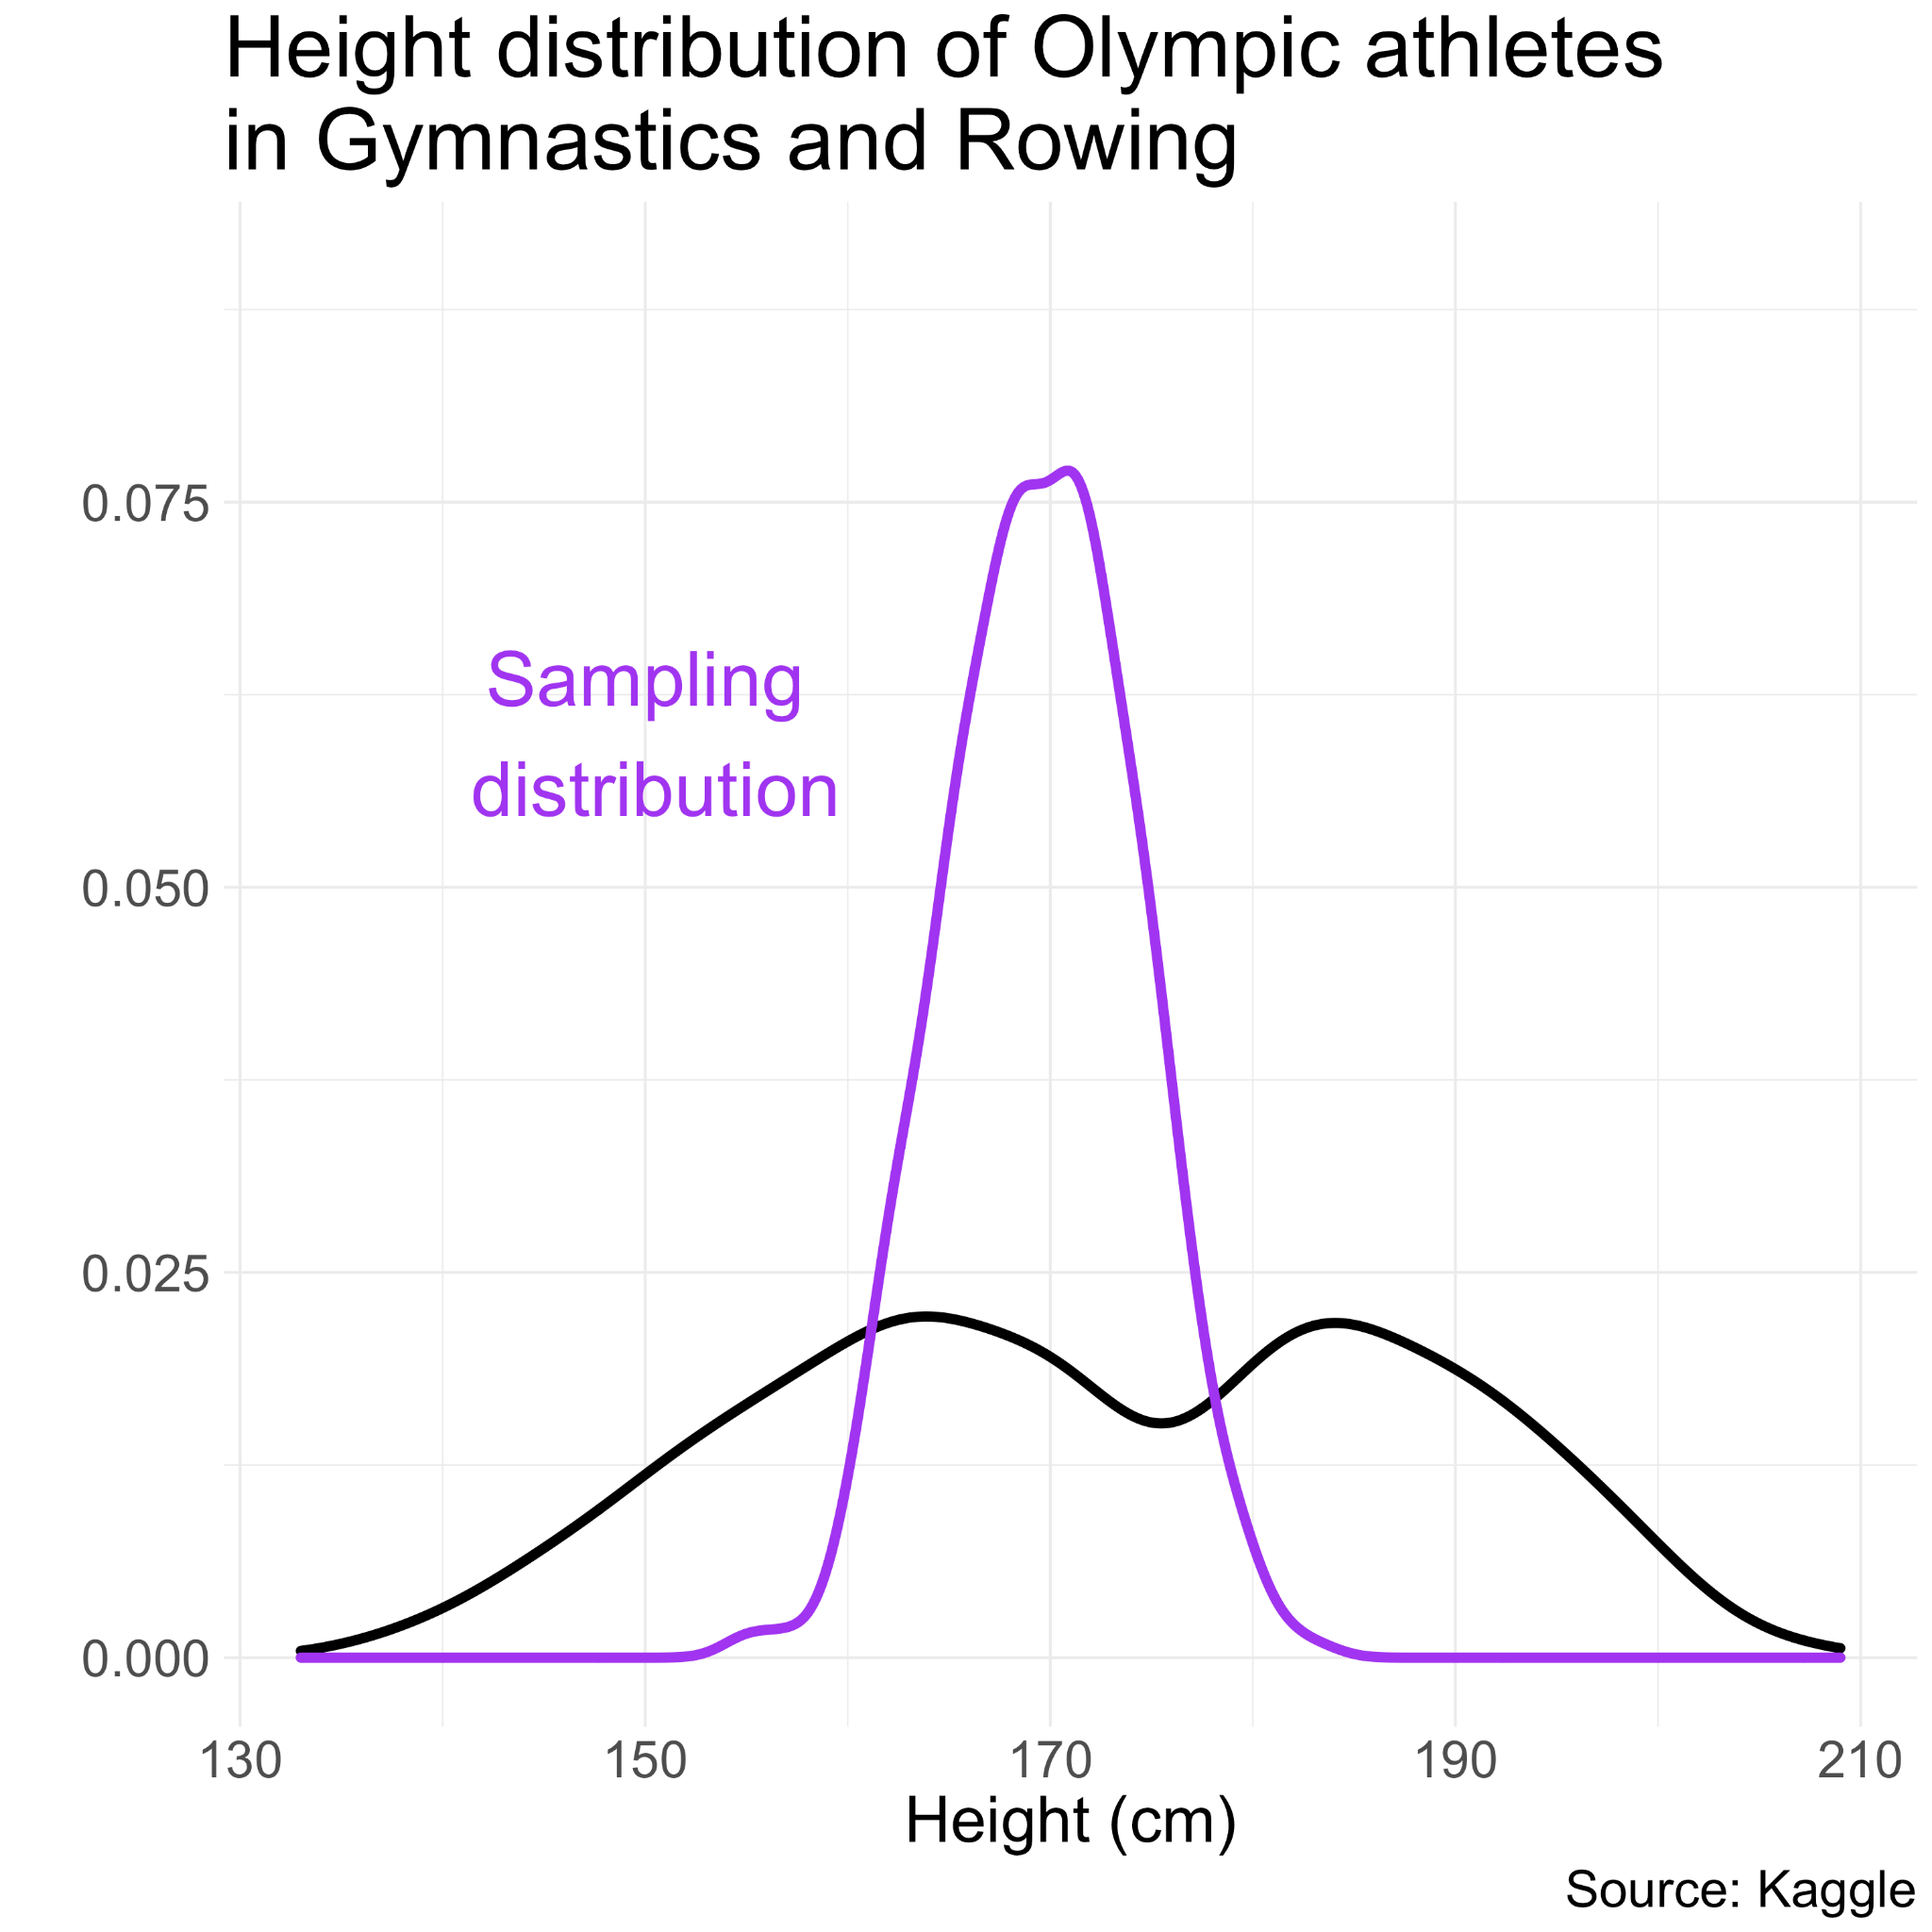 Height distribution of Olympic athletes
in Gymnastics and Rowing
0.075
Sampling
distribution
0.050
0.025
0.000
130 150 170 190 210
Height (cm)
Source: Kaggle